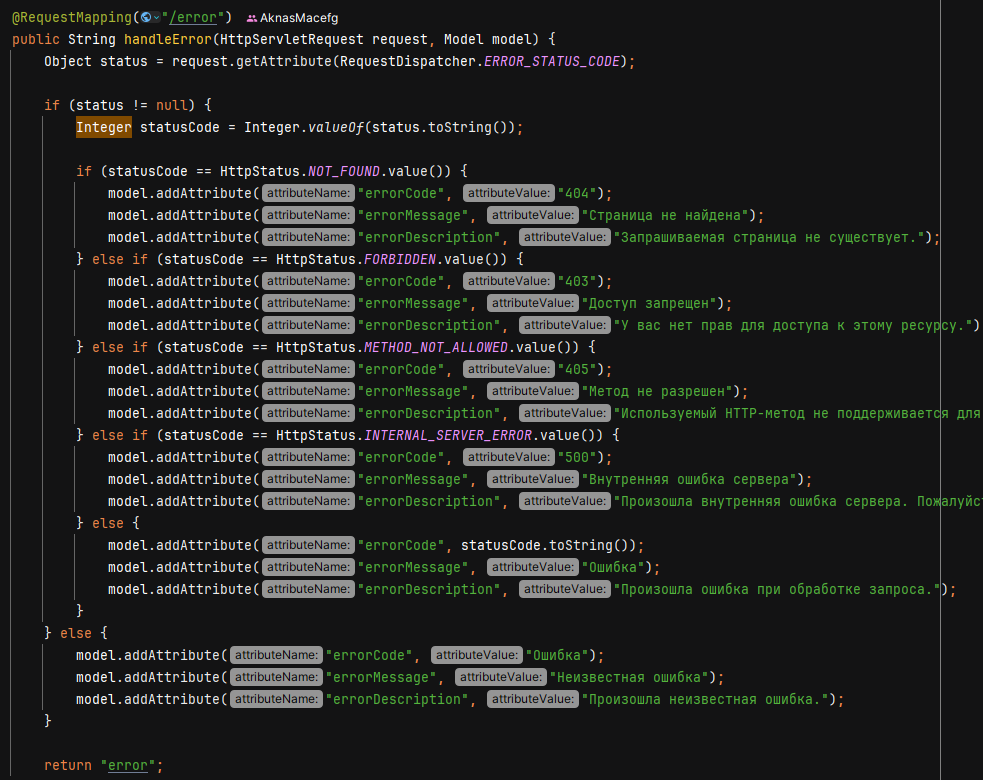 @RequestMapping("/error") AknasMacefg
public String handleError(HttpServletRequest request, Model model) {
Object status = request.getAttribute(RequestDispatcher.ERROR_STATUS_CODE);
if (status != null) {
Integer statusCode = Integer.valueOf(status.toString());
if (statusCode == HttpStatus.NOT_FOUND.value()) {
model.addAttribute( attributeName: "errorCode", attributeValue: "404");
model.addAttribute( attributeName: "errorMessage", attributeValue: "Страница не найдена");
model.addAttribute( attributeName: "errorDescription", attributeValue: "Запрашиваемая страница не существует.");
} else if (statusCode == HttpStatus.FORBIDDEN.value()) {
model.addAttribute( attributeName: "errorCode", attributeValue: "403");
model.addAttribute( attributeName: "errorMessage", attributeValue: "Доступ запрещен");
model.addAttribute( attributeName: "errorDescription", attributeValue: "У вас нет прав для доступа к этому ресурсу.")
} else if (statusCode == HttpStatus.METHOD_NOT_ALLOWED.value()) {
model.addAttribute( attributeName: "errorCode", attributeValue: "405");
model.addAttribute( attributeName: "errorMessage", attributeValue: "Метод не разрешен");
model.addAttribute( attributeName: "errorDescription", attributeValue: "Используемый HTTP-метод не поддерживается для
} else if (statusCode == HttpStatus.INTERNAL_SERVER_ERROR.value()) {
model.addAttribute( attributeName: "errorCode", attributeValue: "500");
model.addAttribute( attributeName: "errorMessage", attributeValue: "Внутренняя ошибка сервера");
model.addAttribute( attributeName: "errorDescription", attributeValue: "Произошла внутренняя ошибка сервера. Пожалуйс
} else {
model.addAttribute( attributeName: "errorCode", statusCode.toString());
model.addAttribute( attributeName: "errorMessage", attributeValue: "Ошибка");
model.addAttribute( attributeName: "errorDescription", attributeValue: "Произошла ошибка при обработке запроса.");
}
} else {
model.addAttribute( attributeName: "errorCode", attributeValue: "Ошибка");
model.addAttribute( attributeName: "errorMessage", attributeValue: "Неизвестная ошибка");
model.addAttribute( attributeName: "errorDescription", attributeValue: "Произошла неизвестная ошибка.");
}
return "error";